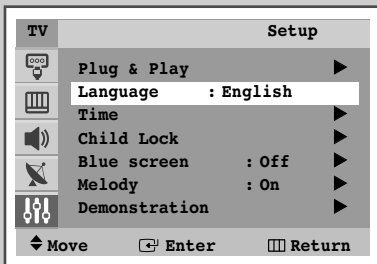 TV Setup
Plug & Play
Language : English
Time
Child Lock
Blue screen : Off
Melody : On
Demonstration
Move Enter Return